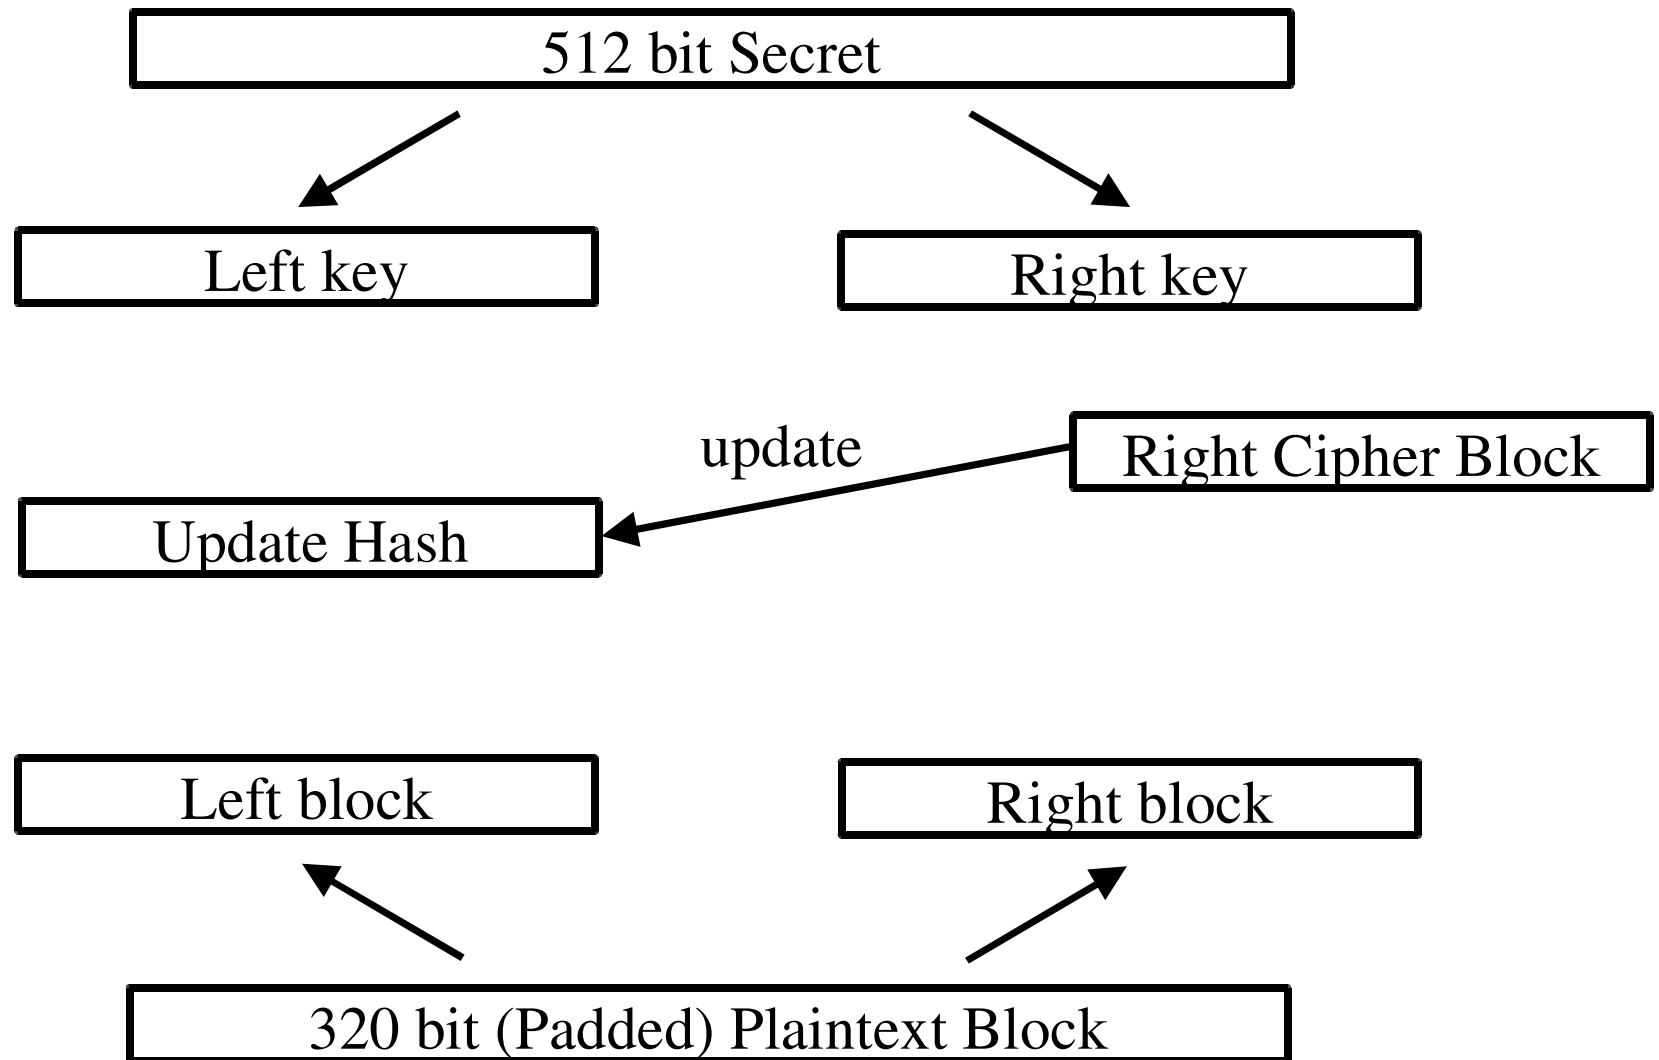 512 bit Secret
Left key
Right key
update
Right Cipher Block
Update Hash
Left block
Right block
320 bit (Padded) Plaintext Block